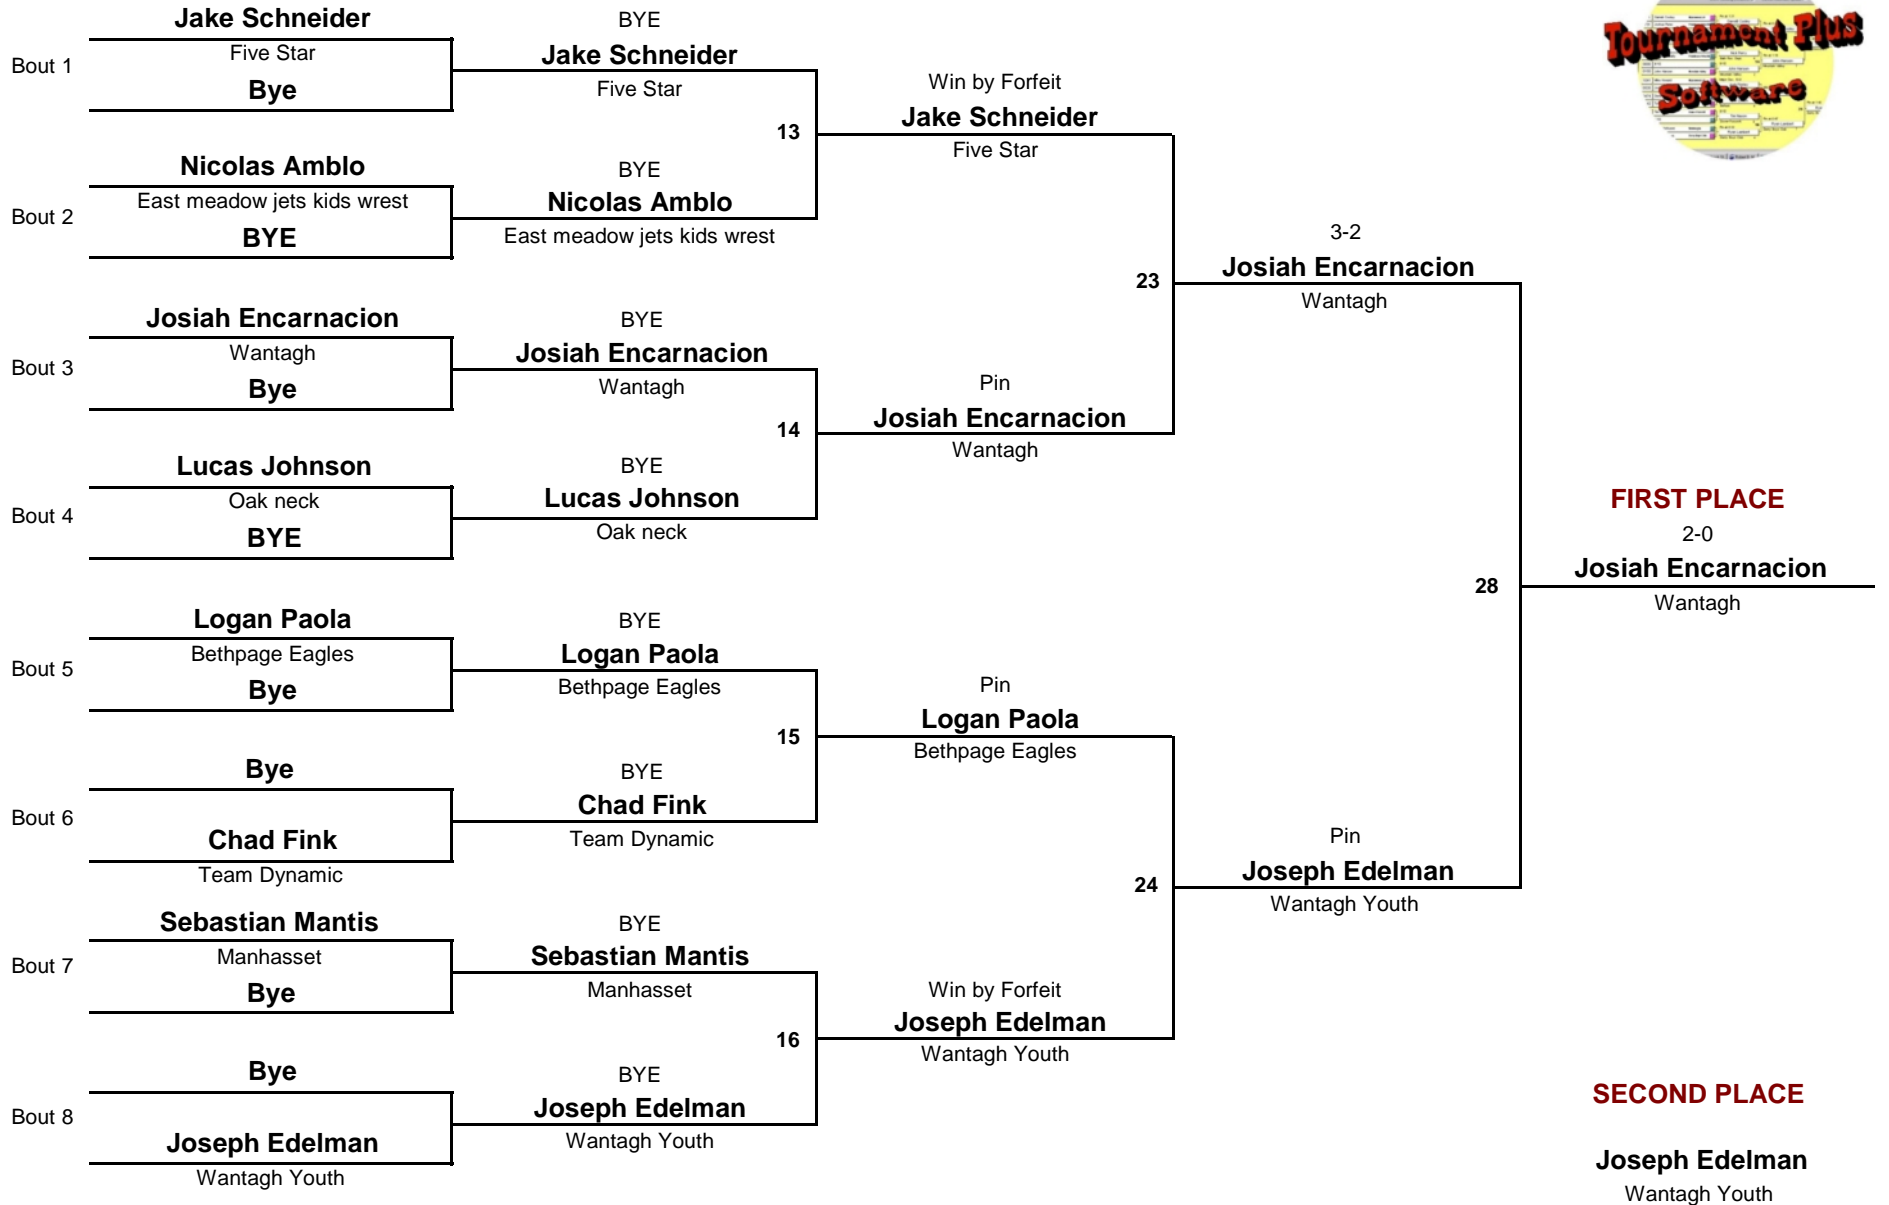 Tournament Plus
Software
Jake Schneider
Five Star
Bout 1
Bye
Nicolas Amblo
East meadow jets kids wrest
Bout 2
BYE
Josiah Encarnacion
Wantagh
Bout 3
Bye
Lucas Johnson
Oak neck
Bout 4
BYE
Logan Paola
Bethpage Eagles
Bout 5
Bye
Bye
Bout 6
Chad Fink
Team Dynamic
Sebastian Mantis
Manhasset
Bout 7
Bye
Bye
Bout 8
Joseph Edelman
Wantagh Youth
BYE
Jake Schneider
Five Star
13
BYE
Nicolas Amblo
East meadow jets kids wrest
BYE
Josiah Encarnacion
Wantagh
14
BYE
Lucas Johnson
Oak neck
BYE
Logan Paola
Bethpage Eagles
15
BYE
Chad Fink
Team Dynamic
BYE
Sebastian Mantis
Manhasset
16
BYE
Joseph Edelman
Wantagh Youth
Win by Forfeit
Jake Schneider
Five Star
23
Pin
Josiah Encarnacion
Wantagh
Pin
Logan Paola
Bethpage Eagles
24
Win by Forfeit
Joseph Edelman
Wantagh Youth
3-2
Josiah Encarnacion
Wantagh
28
Pin
Joseph Edelman
Wantagh Youth
FIRST PLACE
2-0
Josiah Encarnacion
Wantagh
SECOND PLACE
Joseph Edelman
Wantagh Youth